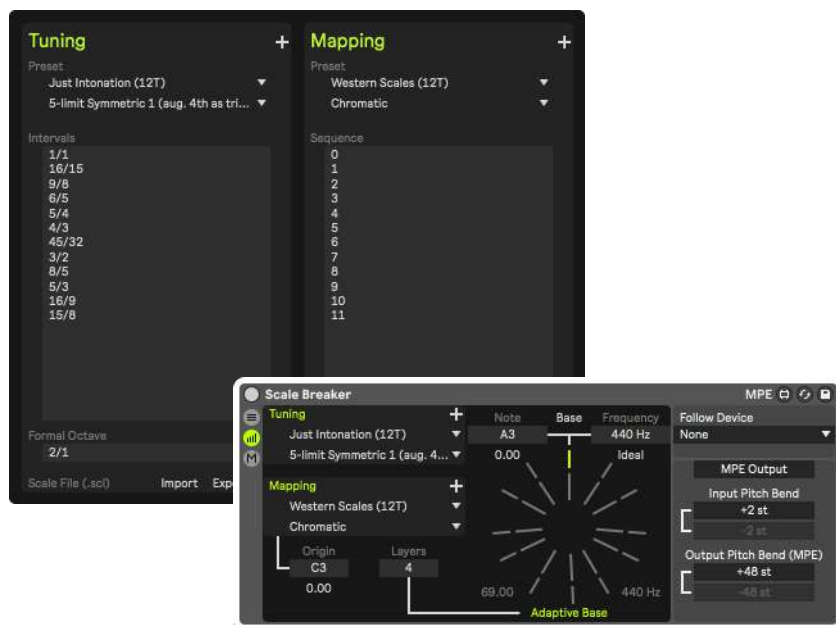 Tuning +
Mapping +
Preset
Just Intonation (12T)
5-limit Symmetric 1 (aug. 4th as tri...
Preset
Western Scales (12T)
Chromatic
Intervals
1/1
16/15
9/8
6/5
5/4
4/3
45/32
3/2
8/5
5/3
16/9
15/8
Sequence
0
1
2
3
4
5
6
7
8
9
10
11
Formal Octave
2/1
Scale File (.scl) Import Exp
Scale Breaker
MPE
Tuning +
Just Intonation (12T)
5-limit Symmetric 1 (aug. 4...
M
Mapping +
Western Scales (12T)
Chromatic
Origin
C3
0.00
Layers
4
Note Base Frequency
A3 440 Hz
0.00 Ideal
69.00 440 Hz
Adaptive Base
Follow Device
None
MPE Output
Input Pitch Bend
+2 st
-2 st
Output Pitch Bend (MPE)
+48 st
-48 st